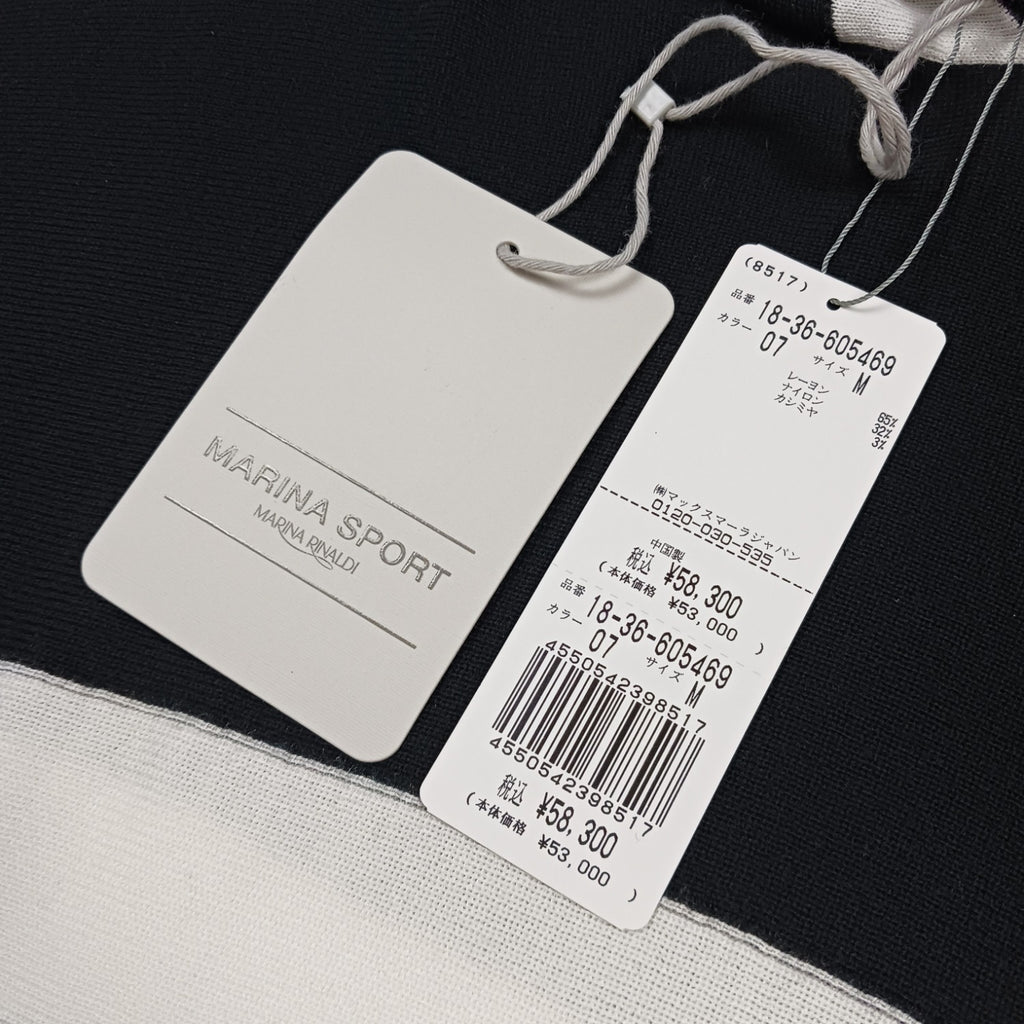 MARINA SPORT
MARINA RINALDI
(8517)
品番 18-36-605469
カラー 07 サイズ M
レーヨン 65%
ナイロン 32%
カシミヤ 3%
㈱マックスマーラジャパン
0120-030-535
中国製
税込 ¥58,300
(本体価格 ¥53,000 )
品番 18-36-605469
カラー 07 サイズ M
4550542398517
4550542398517
税込 ¥58,300
(本体価格 ¥53,000 )